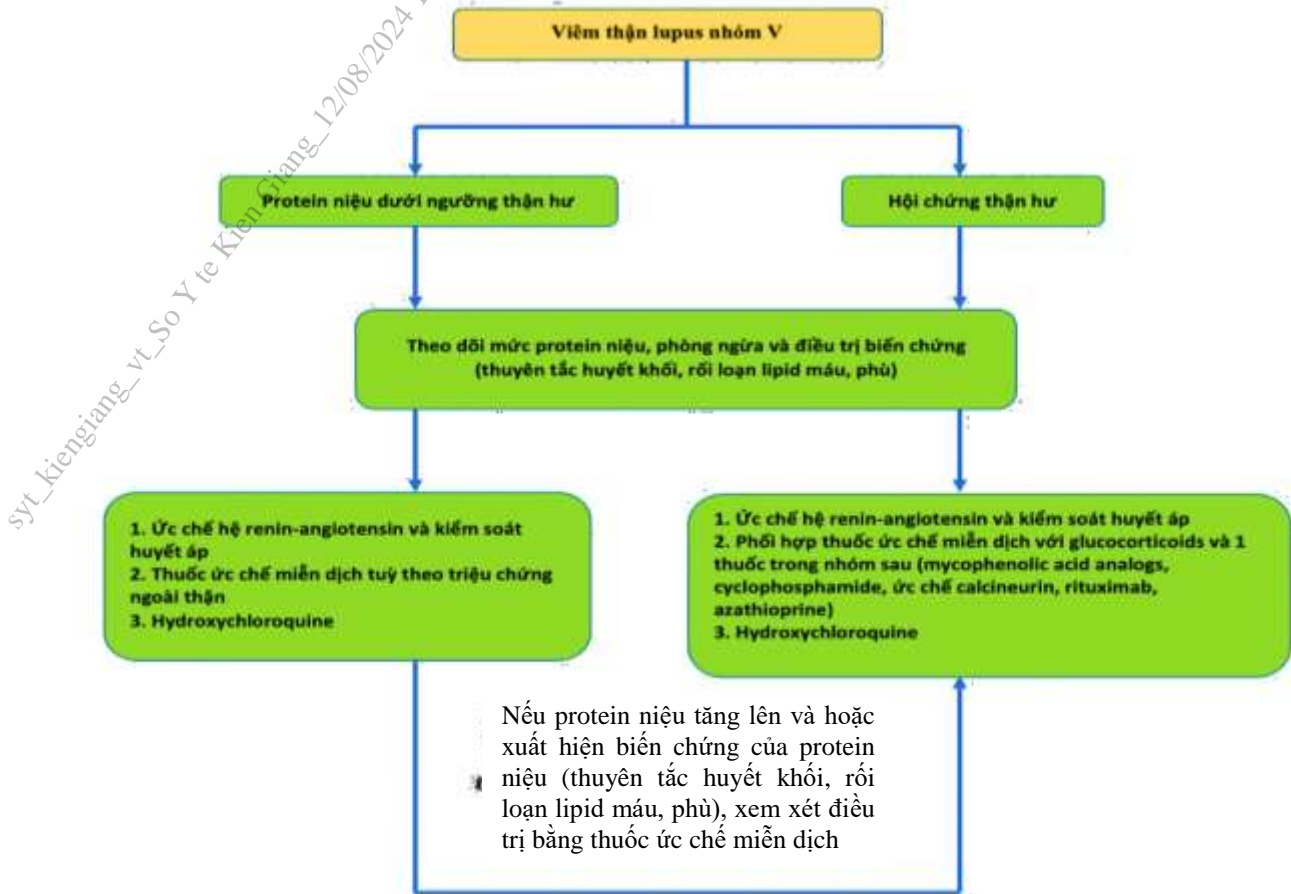 Viêm thận lupus nhóm V
syt_kiengiang_vt_So Y te Kien Giang_12/08/2024
Protein niệu dưới ngưỡng thận hư
Hội chứng thận hư
Theo dõi mức protein niệu, phòng ngừa và điều trị biến chứng
(thuyên tắc huyết khối, rối loạn lipid máu, phù)
1. Ức chế hệ renin-angiotensin và kiểm soát
huyết áp
2. Thuốc ức chế miễn dịch tuỳ theo triệu chứng
ngoài thận
3. Hydroxychloroquine
1. Ức chế hệ renin-angiotensin và kiểm soát huyết áp
2. Phối hợp thuốc ức chế miễn dịch với glucocorticoids và 1
thuốc trong nhóm sau (mycophenolic acid analogs,
cyclophosphamide, ức chế calcineurin, rituximab,
azathioprine)
3. Hydroxychloroquine
Nếu protein niệu tăng lên và hoặc
xuất hiện biến chứng của protein
niệu (thuyên tắc huyết khối, rối
loạn lipid máu, phù), xem xét điều
trị bằng thuốc ức chế miễn dịch